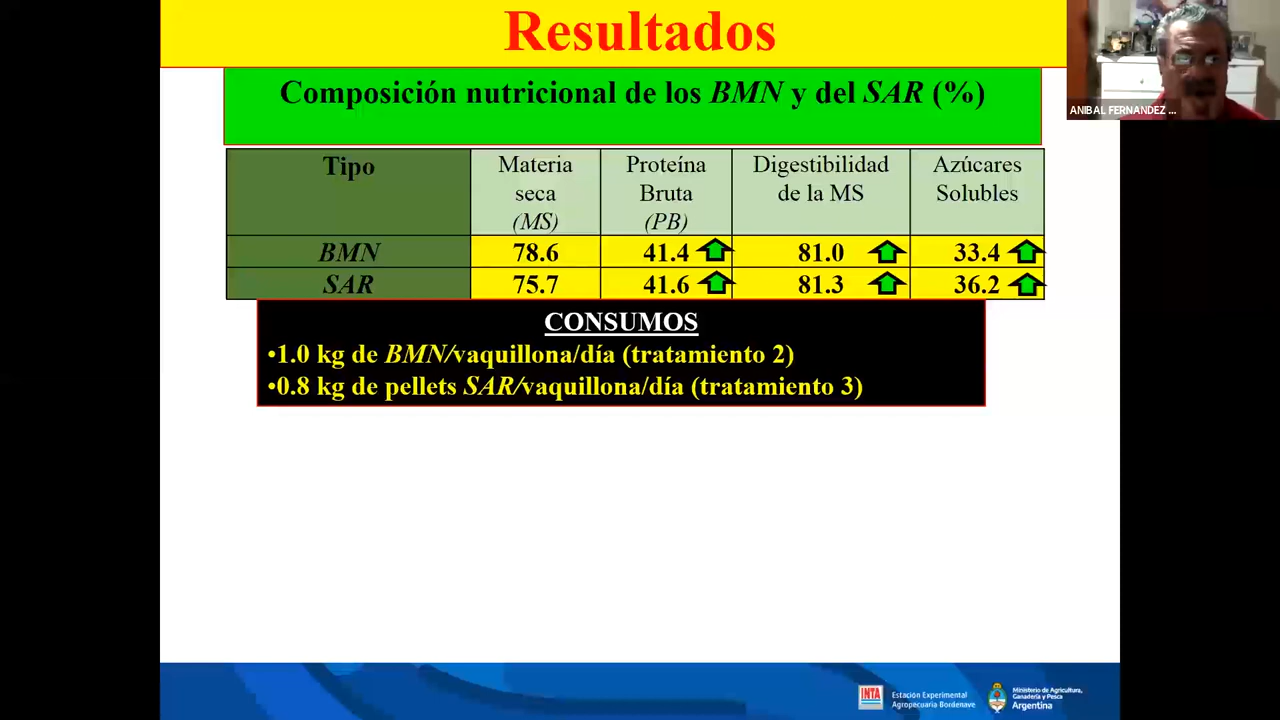 Resultados
Composición nutricional de los BMN y del SAR (%)
Tipo
Materia seca (MS)
Proteína Bruta (PB)
Digestibilidad de la MS
Azúcares Solubles
BMN 78.6 41.4 81.0 33.4
SAR 75.7 41.6 81.3 36.2
CONSUMOS
•1.0 kg de BMN/vaquillona/día (tratamiento 2)
•0.8 kg de pellets SAR/vaquillona/día (tratamiento 3)
ANIBAL FERNANDEZ ...
INTA
Estación Experimental
Agropecuaria Bordenave
Ministerio de Agricultura,
Ganadería y Pesca
Argentina